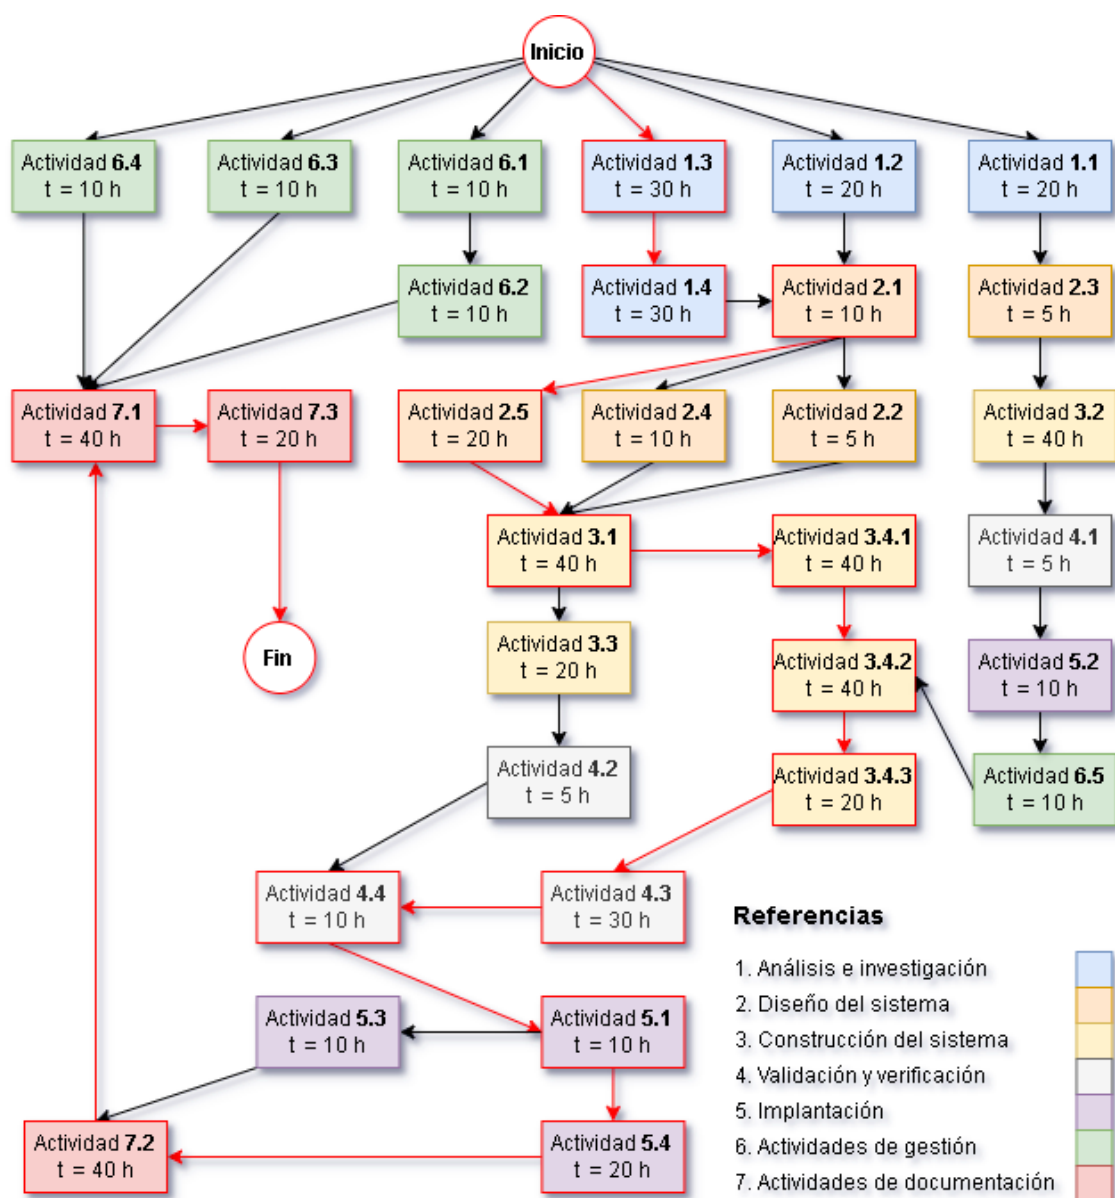 Inicio
Actividad 6.4
t = 10 h
Actividad 6.3
t = 10 h
Actividad 6.1
t = 10 h
Actividad 1.3
t = 30 h
Actividad 1.2
t = 20 h
Actividad 1.1
t = 20 h
Actividad 6.2
t = 10 h
Actividad 1.4
t = 30 h
Actividad 2.1
t = 10 h
Actividad 2.3
t = 5 h
Actividad 7.1
t = 40 h
Actividad 7.3
t = 20 h
Actividad 2.5
t = 20 h
Actividad 2.4
t = 10 h
Actividad 2.2
t = 5 h
Actividad 3.2
t = 40 h
Actividad 3.1
t = 40 h
Actividad 3.4.1
t = 40 h
Actividad 4.1
t = 5 h
Fin
Actividad 3.3
t = 20 h
Actividad 3.4.2
t = 40 h
Actividad 5.2
t = 10 h
Actividad 4.2
t = 5 h
Actividad 3.4.3
t = 20 h
Actividad 6.5
t = 10 h
Actividad 4.4
t = 10 h
Actividad 4.3
t = 30 h
Actividad 5.3
t = 10 h
Actividad 5.1
t = 10 h
Actividad 7.2
t = 40 h
Actividad 5.4
t = 20 h
Referencias
1. Análisis e investigación
2. Diseño del sistema
3. Construcción del sistema
4. Validación y verificación
5. Implantación
6. Actividades de gestión
7. Actividades de documentación